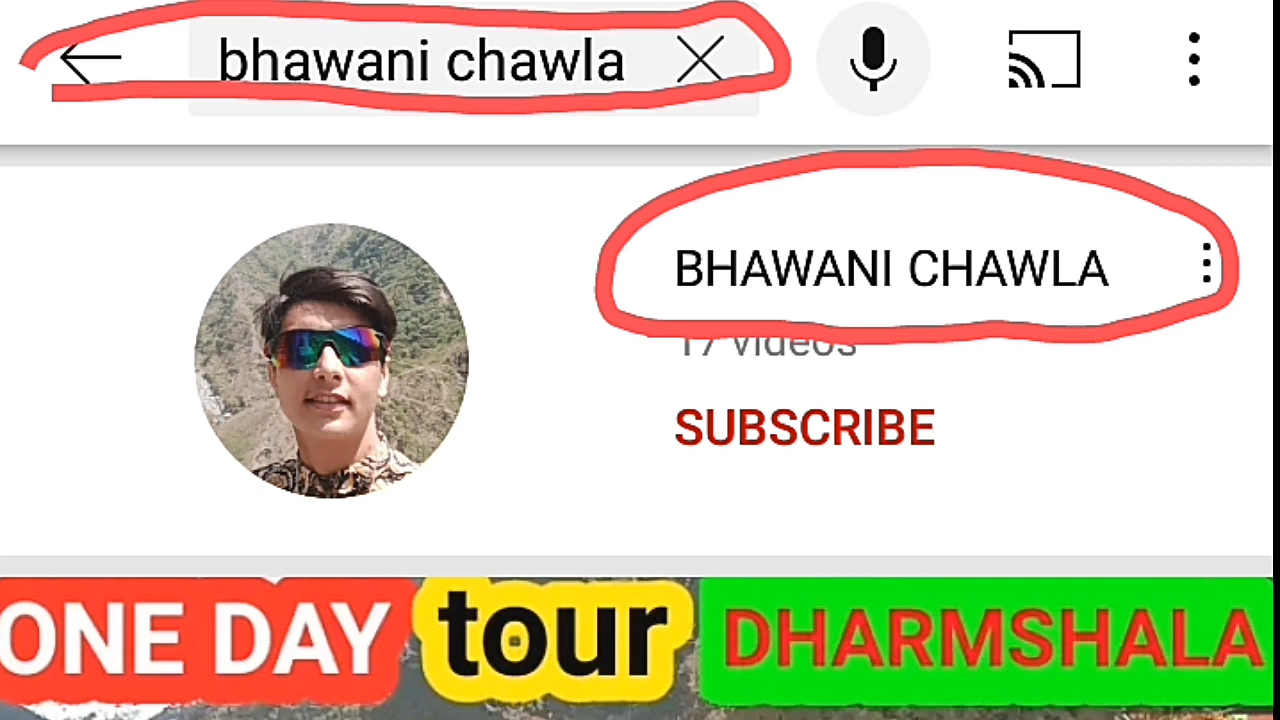 bhawani chawla
BHAWANI CHAWLA
17 videos
SUBSCRIBE
ONE DAY tour DHARMSHALA